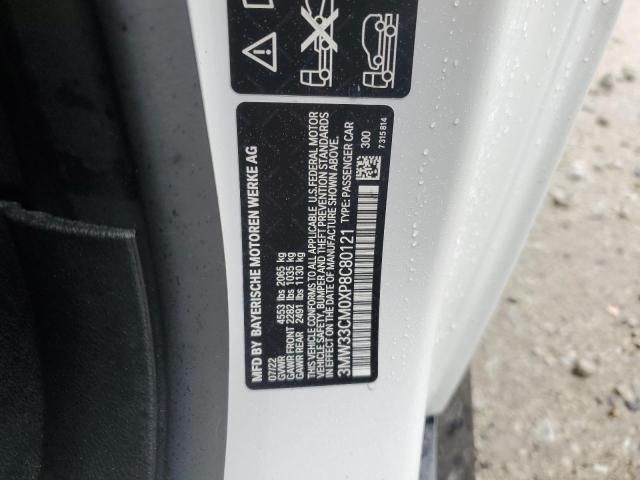 MFD BY BAYERISCHE MOTOREN WERKE AG
07/22
GVWR 4553 lbs 2065 kg
GAWR FRONT 2282 lbs 1035 kg
GAWR REAR 2491 lbs 1130 kg
THIS VEHICLE CONFORMS TO ALL APPLICABLE U.S.FEDERAL MOTOR
VEHICLE SAFETY, BUMPER AND THEFT PREVENTION STANDARDS
IN EFFECT ON THE DATE OF MANUFACTURE SHOWN ABOVE.
3MW33CM0XP8C80121 TYPE: PASSENGER CAR
300
7315814